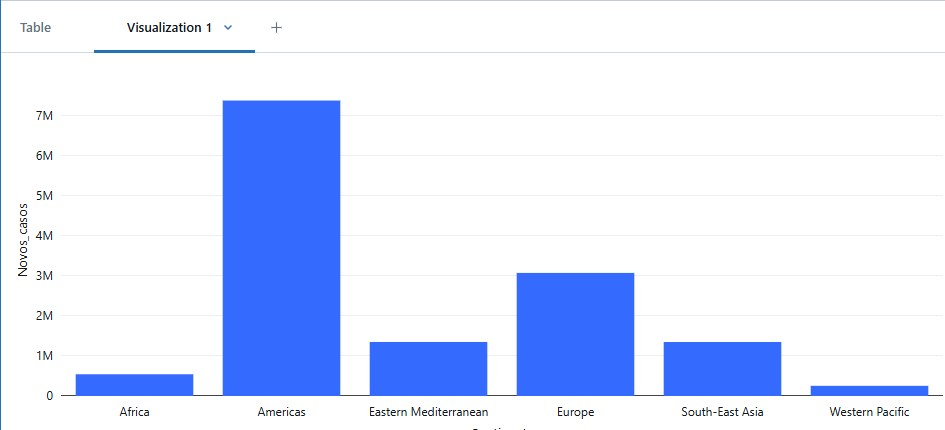 Table Visualization 1
7M
6M
5M
4M
3M
2M
1M
0
Novos_casos
Africa Americas Eastern Mediterranean Europe South-East Asia Western Pacific